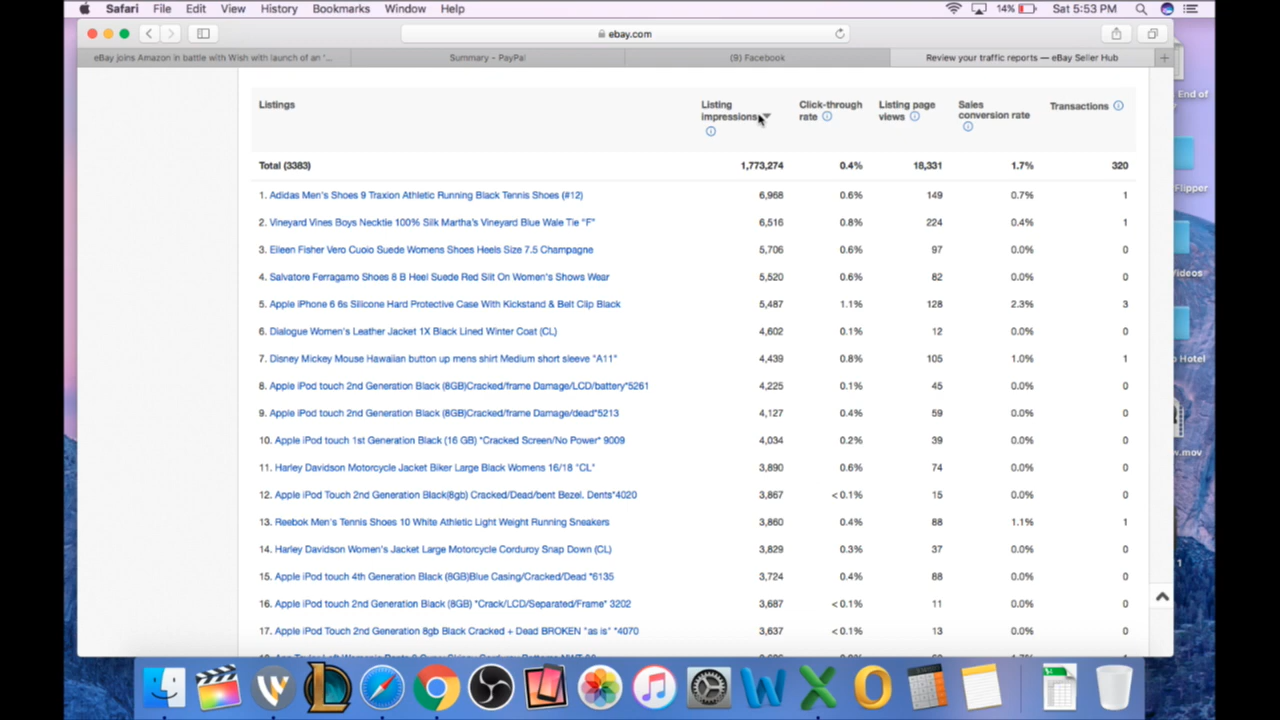 Safari File Edit View History Bookmarks Window Help 14% Sat 5:53 PM
ebay.com
eBay joins Amazon in battle with Wish with launch of an '... Summary - PayPal (9) Facebook Review your traffic reports — eBay Seller Hub
End of
Flipper
Videos
Hotel
w.mov
1
Listings Listing impressions Click-through rate Listing page views Sales conversion rate Transactions
Total (3383) 1,773,274 0.4% 18,331 1.7% 320
1. Adidas Men's Shoes 9 Traxion Athletic Running Black Tennis Shoes (#12) 6,968 0.6% 149 0.7% 1
2. Vineyard Vines Boys Necktie 100% Silk Martha's Vineyard Blue Wale Tie "F" 6,516 0.8% 224 0.4% 1
3. Eileen Fisher Vero Cuoio Suede Womens Shoes Heels Size 7.5 Champagne 5,706 0.6% 97 0.0% 0
4. Salvatore Ferragamo Shoes 8 B Heel Suede Red Slit On Women's Shows Wear 5,520 0.6% 82 0.0% 0
5. Apple iPhone 6 6s Silicone Hard Protective Case With Kickstand & Belt Clip Black 5,487 1.1% 128 2.3% 3
6. Dialogue Women's Leather Jacket 1X Black Lined Winter Coat (CL) 4,602 0.1% 12 0.0% 0
7. Disney Mickey Mouse Hawaiian button up mens shirt Medium short sleeve "A11" 4,439 0.8% 105 1.0% 1
8. Apple iPod touch 2nd Generation Black (8GB)Cracked/frame Damage/LCD/battery*5261 4,225 0.1% 45 0.0% 0
9. Apple iPod touch 2nd Generation Black (8GB)Cracked/frame Damage/dead*5213 4,127 0.4% 59 0.0% 0
10. Apple iPod touch 1st Generation Black (16 GB) *Cracked Screen/No Power* 9009 4,034 0.2% 39 0.0% 0
11. Harley Davidson Motorcycle Jacket Biker Large Black Womens 16/18 "CL" 3,890 0.6% 74 0.0% 0
12. Apple iPod Touch 2nd Generation Black(8gb) Cracked/Dead/bent Bezel. Dents*4020 3,867 <0.1% 15 0.0% 0
13. Reebok Men's Tennis Shoes 10 White Athletic Light Weight Running Sneakers 3,860 0.4% 88 1.1% 1
14. Harley Davidson Women's Jacket Large Motorcycle Corduroy Snap Down (CL) 3,829 0.3% 37 0.0% 0
15. Apple iPod touch 4th Generation Black (8GB)Blue Casing/Cracked/Dead *6135 3,724 0.4% 88 0.0% 0
16. Apple iPod touch 2nd Generation Black (8GB) *Crack/LCD/Separated/Frame* 3202 3,687 <0.1% 11 0.0% 0
17. Apple iPod Touch 2nd Generation 8gb Black Cracked + Dead BROKEN "as is" *4070 3,637 <0.1% 13 0.0% 0